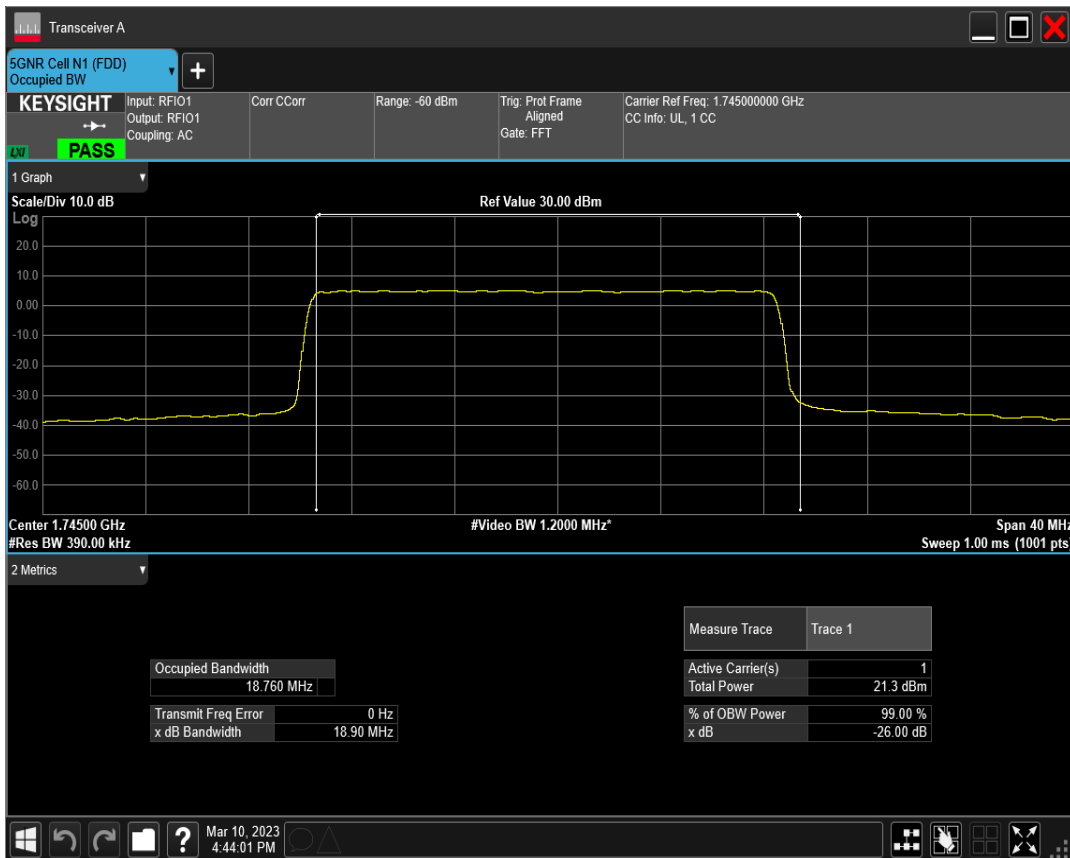 Transceiver A
5GNR Cell N1 (FDD)
Occupied BW
+
KEYSIGHT
LXI
PASS
Input: RFIO1
Output: RFIO1
Coupling: AC
Corr CCorr
Range: -60 dBm
Trig: Prot Frame
Aligned
Gate: FFT
Carrier Ref Freq: 1.745000000 GHz
CC Info: UL, 1 CC
1 Graph
Scale/Div 10.0 dB
Ref Value 30.00 dBm
Log
20.0
10.0
0.00
-10.0
-20.0
-30.0
-40.0
-50.0
-60.0
Center 1.74500 GHz
#Video BW 1.2000 MHz*
Span 40 MHz
#Res BW 390.00 kHz
Sweep 1.00 ms (1001 pts)
2 Metrics
Measure Trace Trace 1
Occupied Bandwidth
18.760 MHz
Active Carrier(s) 1
Total Power 21.3 dBm
Transmit Freq Error 0 Hz
x dB Bandwidth 18.90 MHz
% of OBW Power 99.00 %
x dB -26.00 dB
?
Mar 10, 2023
4:44:01 PM